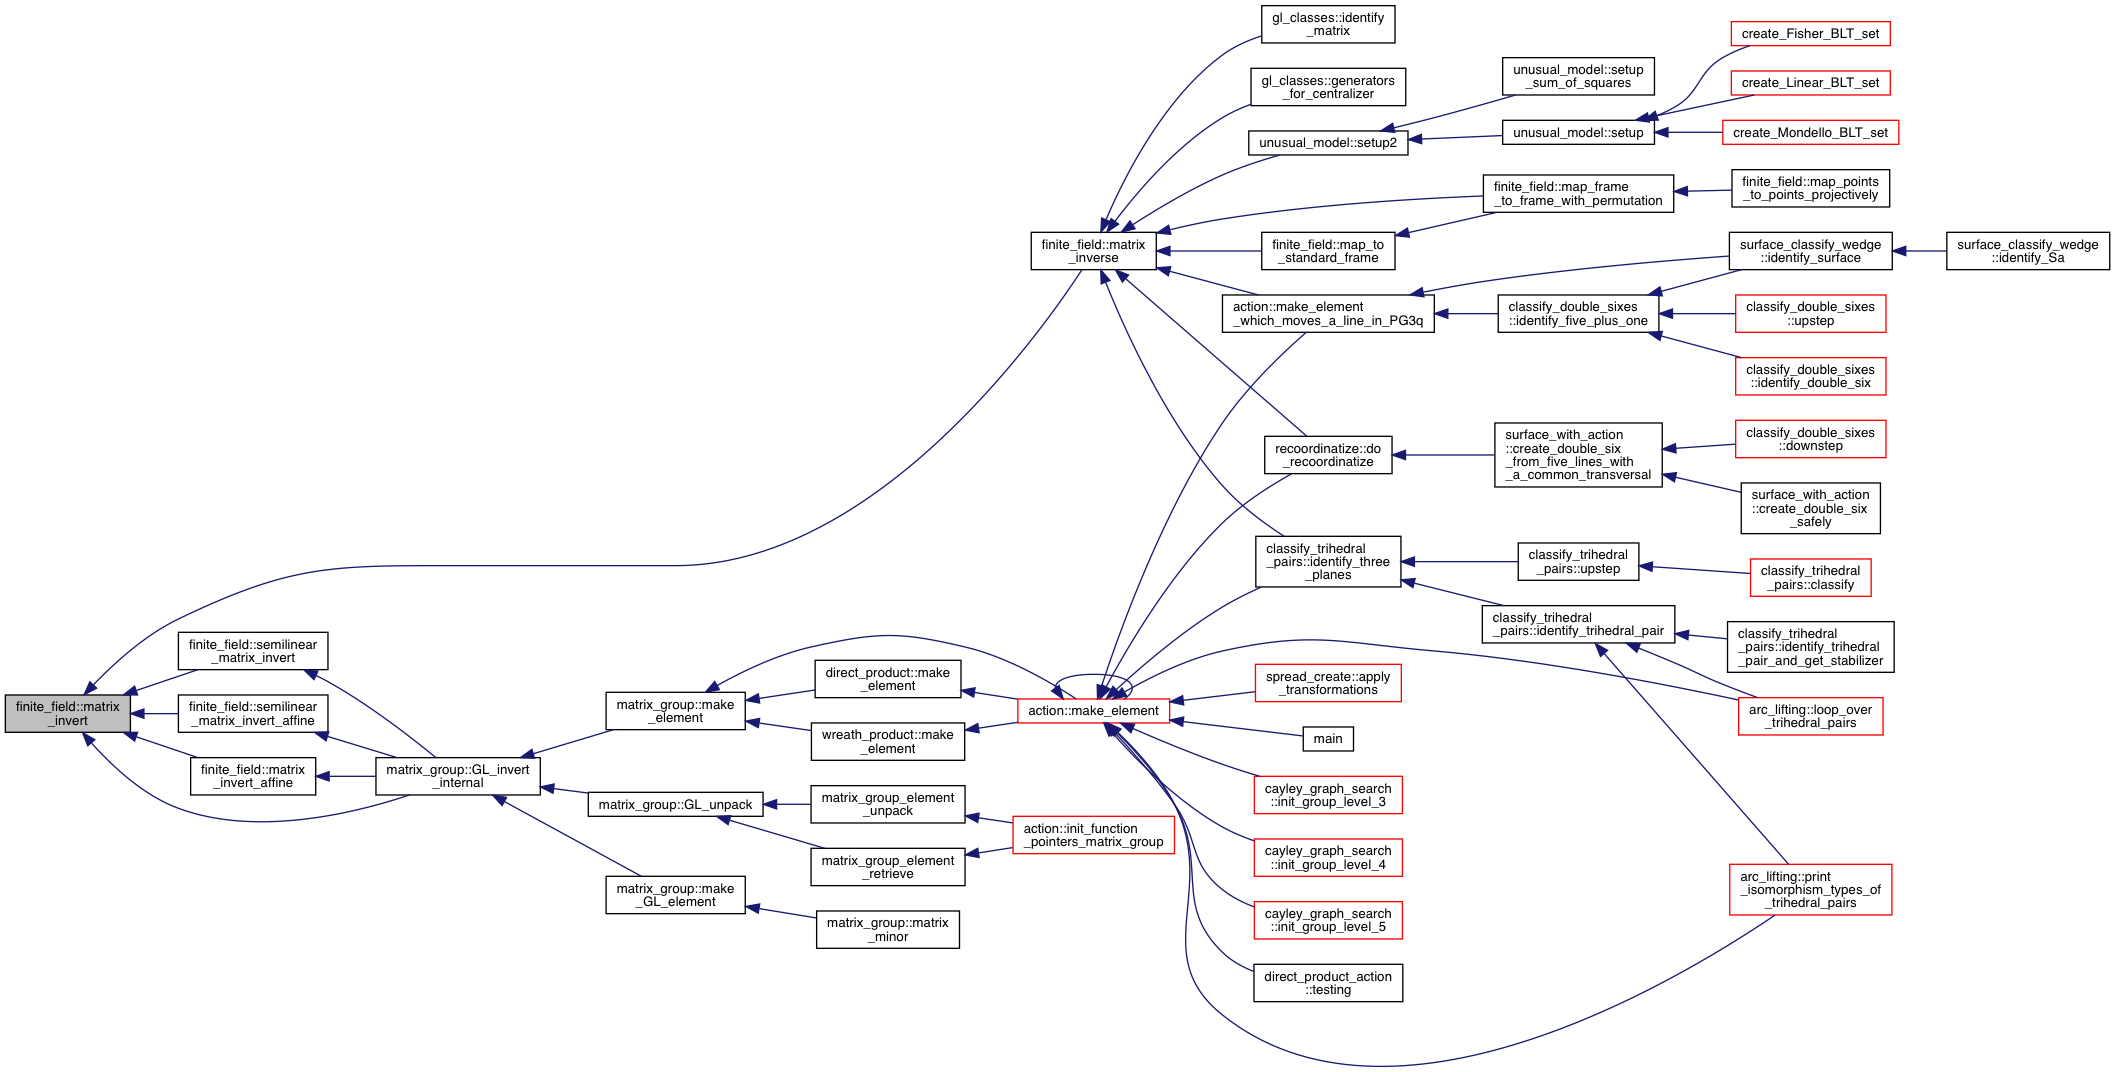 finite_field::matrix
_invert
finite_field::semilinear
_matrix_invert
finite_field::semilinear
_matrix_invert_affine
finite_field::matrix
_invert_affine
matrix_group::GL_invert
_internal
matrix_group::make
_element
matrix_group::GL_unpack
matrix_group::make
_GL_element
direct_product::make
_element
wreath_product::make
_element
matrix_group_element
_unpack
matrix_group_element
_retrieve
matrix_group::matrix
_minor
finite_field::matrix
_inverse
action::make_element
action::init_function
_pointers_matrix_group
gl_classes::identify
_matrix
gl_classes::generators
_for_centralizer
unusual_model::setup2
finite_field::map_to
_standard_frame
action::make_element
_which_moves_a_line_in_PG3q
recoordinatize::do
_recoordinatize
classify_trihedral
_pairs::identify_three
_planes
spread_create::apply
_transformations
main
cayley_graph_search
::init_group_level_3
cayley_graph_search
::init_group_level_4
cayley_graph_search
::init_group_level_5
direct_product_action
::testing
unusual_model::setup
_sum_of_squares
unusual_model::setup
finite_field::map_frame
_to_frame_with_permutation
classify_double_sixes
::identify_five_plus_one
surface_with_action
::create_double_six
_from_five_lines_with
_a_common_transversal
classify_trihedral
_pairs::upstep
classify_trihedral
_pairs::identify_trihedral_pair
create_Fisher_BLT_set
create_Linear_BLT_set
create_Mondello_BLT_set
finite_field::map_points
_to_points_projectively
surface_classify_wedge
::identify_surface
classify_double_sixes
::upstep
classify_double_sixes
::identify_double_six
classify_double_sixes
::downstep
surface_with_action
::create_double_six
_safely
classify_trihedral
_pairs::classify
classify_trihedral
_pairs::identify_trihedral
_pair_and_get_stabilizer
arc_lifting::loop_over
_trihedral_pairs
arc_lifting::print
_isomorphism_types_of
_trihedral_pairs
surface_classify_wedge
::identify_Sa